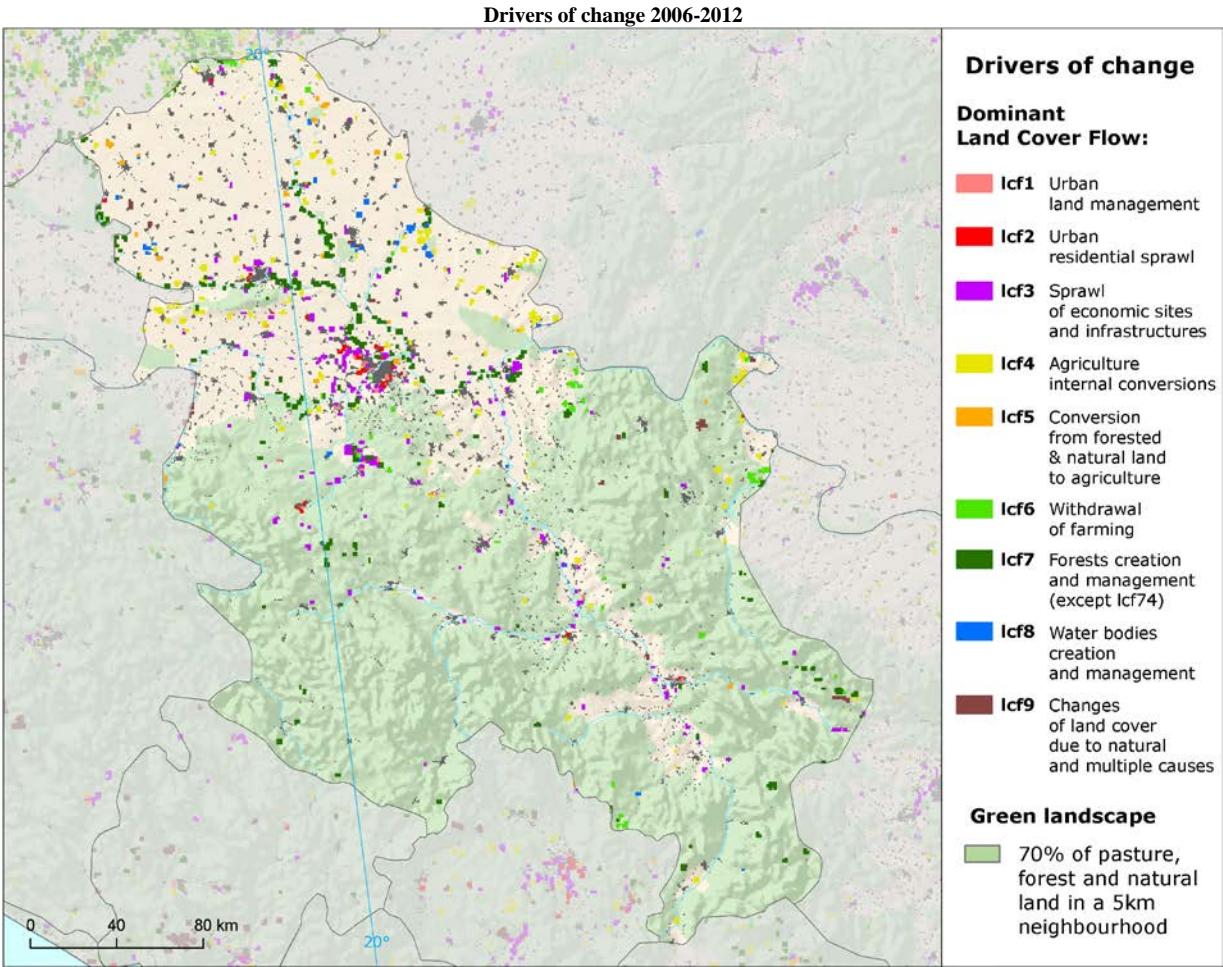 Drivers of change 2006-2012
20°
Drivers of change
Dominant
Land Cover Flow:
lcf1 Urban
land management
lcf2 Urban
residential sprawl
lcf3 Sprawl
of economic sites
and infrastructures
lcf4 Agriculture
internal conversions
lcf5 Conversion
from forested
& natural land
to agriculture
lcf6 Withdrawal
of farming
lcf7 Forests creation
and management
(except lcf74)
lcf8 Water bodies
creation
and management
lcf9 Changes
of land cover
due to natural
and multiple causes
Green landscape
70% of pasture,
forest and natural
land in a 5km
neighbourhood
0 40 80 km
20°